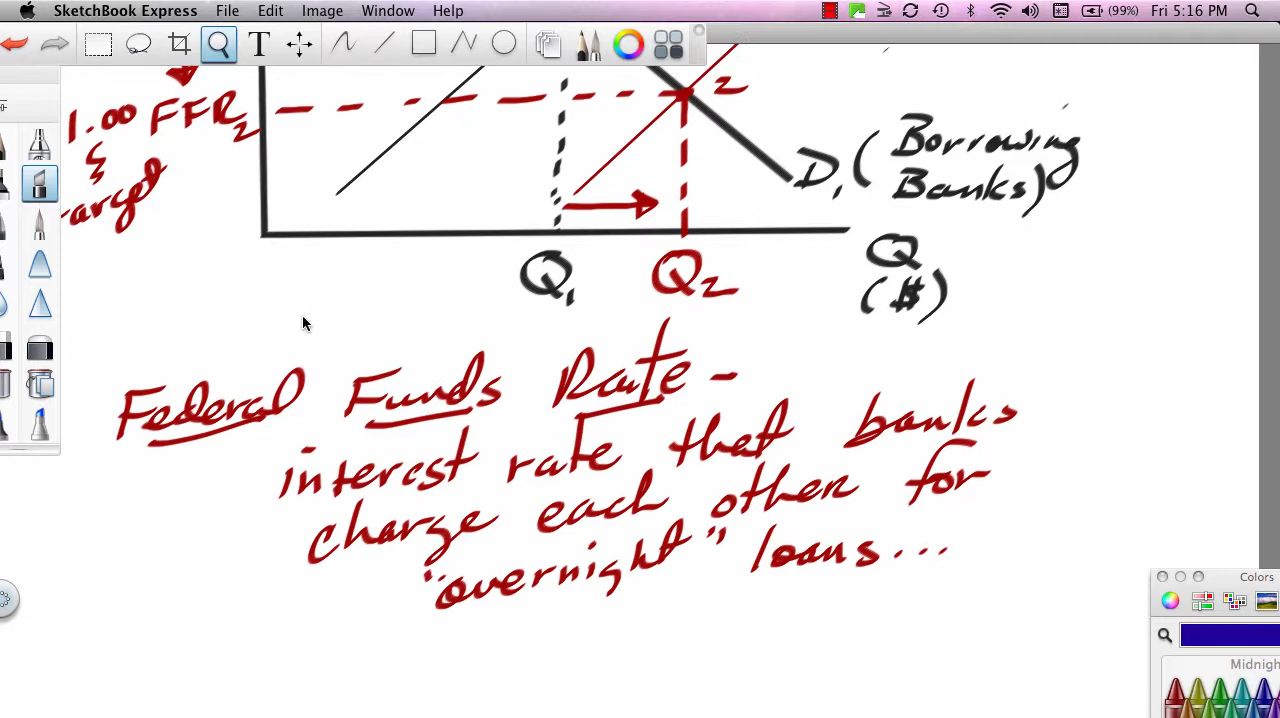 SketchBook Express File Edit Image Window Help (99%) Fri 5:16 PM
T
2
1.00 FFR2
target
D1 (Borrowing
Banks)
Q1 Q2 Q
($)
Federal Funds Rate -
interest rate that banks
charge each other for
"overnight" loans...
Colors
Midnigh